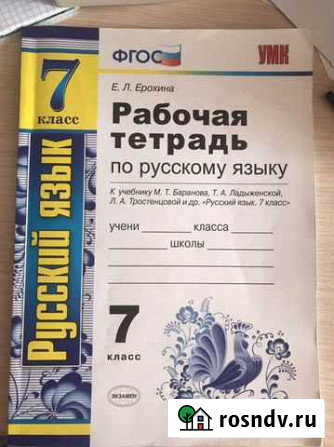 7
класс
Русский язык
ФГОС
УМК
Е. Л. Ерохина
Рабочая
тетрадь
по русскому языку
К учебнику М. Т. Баранова, Т. А. Ладыженской,
Л. А. Тростенцовой и др. «Русский язык. 7 класс»
учени класса
школы
7
класс
ЭКЗАМЕН
rosndv.ru